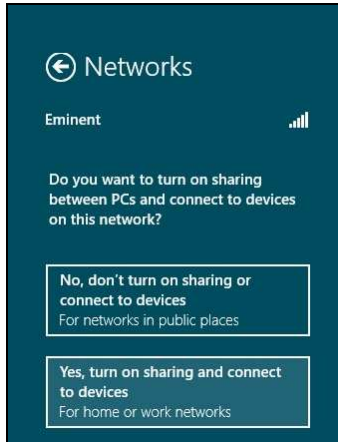 Networks
Eminent
Do you want to turn on sharing
between PCs and connect to devices
on this network?
No, don't turn on sharing or
connect to devices
For networks in public places
Yes, turn on sharing and connect
to devices
For home or work networks